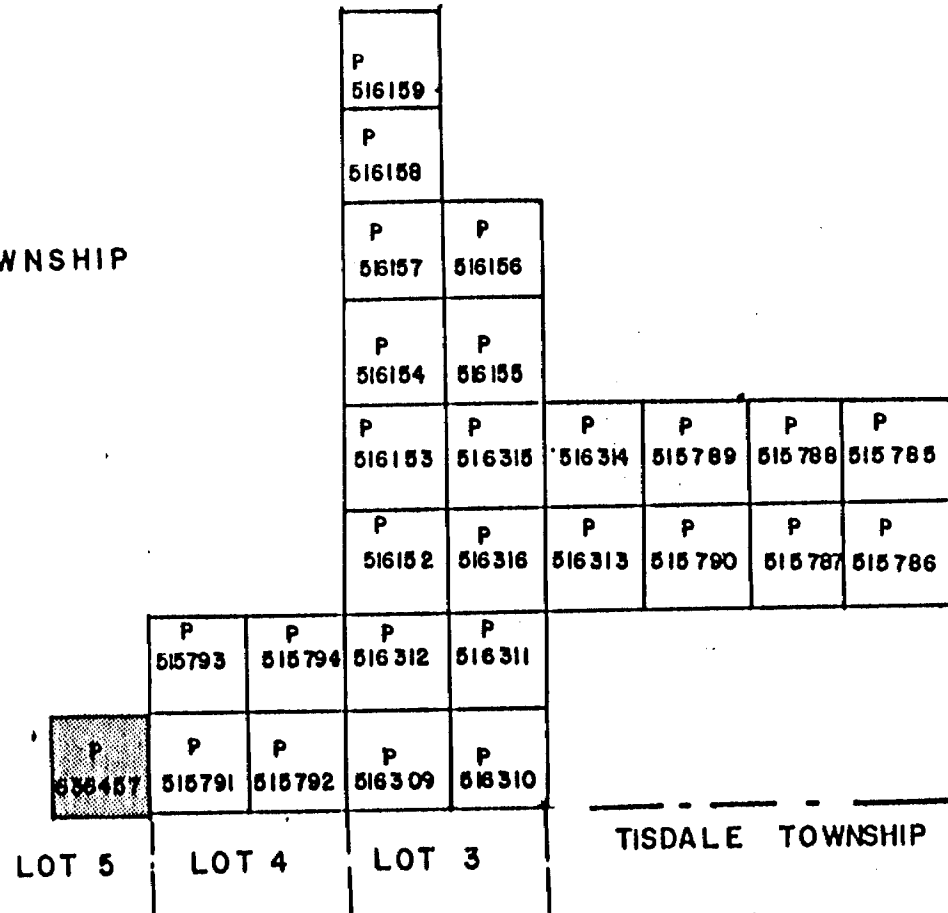 P
516159
P
516158
WNSHIP
P P
516157 516156
P P
516154 516155
P P P P P P
516153 516315 516314 515789 515788 515785
P P P P P P
516152 516316 516313 515790 515787 515786
P P P P
515793 515794 516312 516311
P P P P P
515791 515792 516309 516310
TISDALE TOWNSHIP
LOT 5 LOT 4 LOT 3